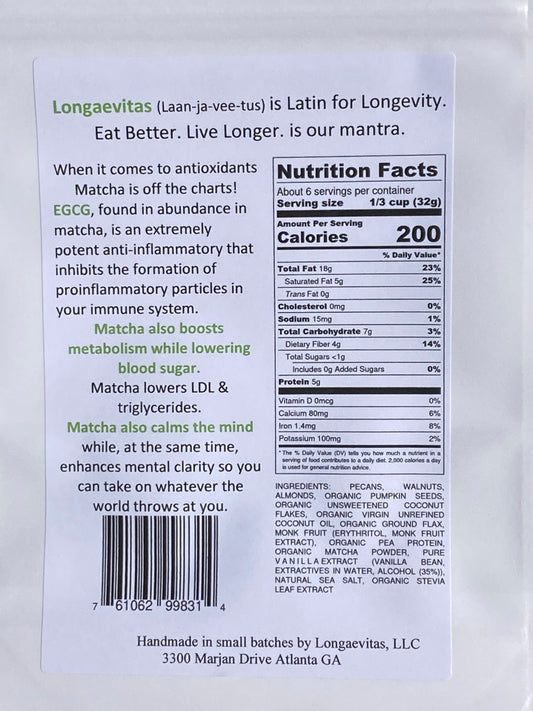 Longaevitas (Laan-ja-vee-tus) is Latin for Longevity.
Eat Better. Live Longer. is our mantra.
When it comes to antioxidants
Matcha is off the charts!
EGCG, found in abundance in
matcha, is an extremely
potent anti-inflammatory that
inhibits the formation of
proinflammatory particles in
your immune system.
Matcha also boosts
metabolism while lowering
blood sugar.
Matcha lowers LDL &
triglycerides.
Matcha also calms the mind
while, at the same time,
enhances mental clarity so you
can take on whatever the
world throws at you.
7 61062 99831 4
Nutrition Facts
About 6 servings per container
Serving size 1/3 cup (32g)
Amount Per Serving
Calories 200
% Daily Value*
Total Fat 18g 23%
Saturated Fat 5g 25%
Trans Fat 0g
Cholesterol 0mg 0%
Sodium 15mg 1%
Total Carbohydrate 7g 3%
Dietary Fiber 4g 14%
Total Sugars <1g
Includes 0g Added Sugars 0%
Protein 5g
Vitamin D 0mcg 0%
Calcium 80mg 6%
Iron 1.4mg 8%
Potassium 100mg 2%
*The % Daily Value (DV) tells you how much a nutrient in a
serving of food contributes to a daily diet. 2,000 calories a day
is used for general nutrition advice.
INGREDIENTS: PECANS, WALNUTS,
ALMONDS, ORGANIC PUMPKIN SEEDS,
ORGANIC UNSWEETENED COCONUT
FLAKES, ORGANIC VIRGIN UNREFINED
COCONUT OIL, ORGANIC GROUND FLAX,
MONK FRUIT (ERYTHRITOL, MONK FRUIT
EXTRACT), ORGANIC PEA PROTEIN,
ORGANIC MATCHA POWDER, PURE
VANILLA EXTRACT (VANILLA BEAN,
EXTRACTIVES IN WATER, ALCOHOL (35%)),
NATURAL SEA SALT, ORGANIC STEVIA
LEAF EXTRACT
Handmade in small batches by Longaevitas, LLC
3300 Marjan Drive Atlanta GA